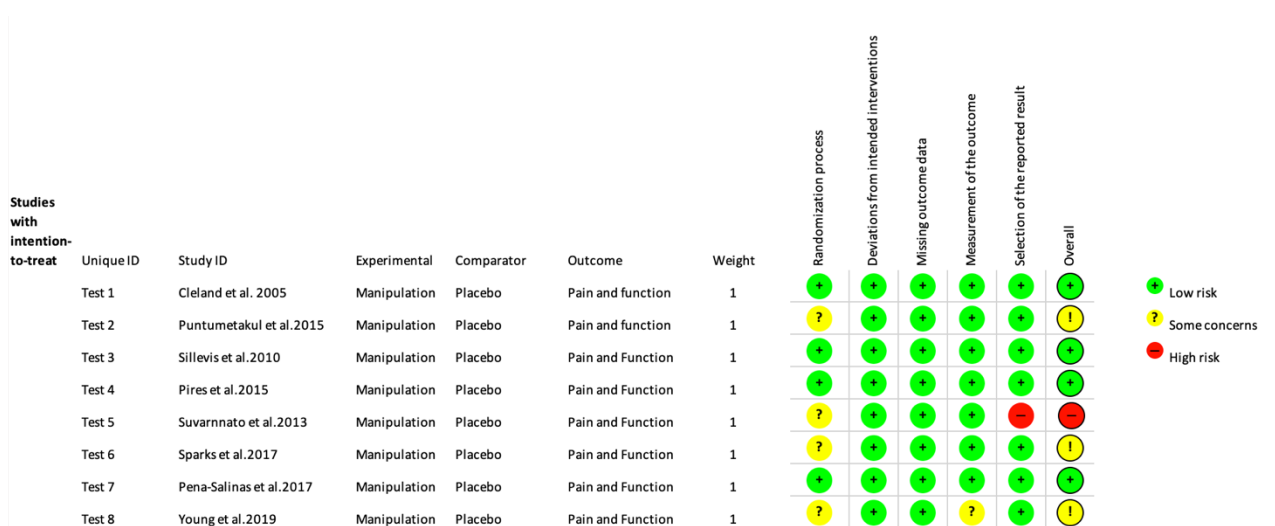 Studies
with
intention-
to-treat
Unique ID Study ID Experimental Comparator Outcome Weight Randomization process Deviations from intended interventions Missing outcome data Measurement of the outcome Selection of the reported result Overall
Test 1 Cleland et al. 2005 Manipulation Placebo Pain and function 1 + + + + + +
Test 2 Puntumetakul et al.2015 Manipulation Placebo Pain and function 1 ? + + + + !
Test 3 Sillevis et al.2010 Manipulation Placebo Pain and Function 1 + + + + + +
Test 4 Pires et al.2015 Manipulation Placebo Pain and Function 1 + + + + + +
Test 5 Suvarnnato et al.2013 Manipulation Placebo Pain and Function 1 ? + + + − −
Test 6 Sparks et al.2017 Manipulation Placebo Pain and Function 1 ? + + + + !
Test 7 Pena-Salinas et al.2017 Manipulation Placebo Pain and Function 1 + + + + + +
Test 8 Young et al.2019 Manipulation Placebo Pain and Function 1 ? + + ? + !
+ Low risk
? Some concerns
− High risk